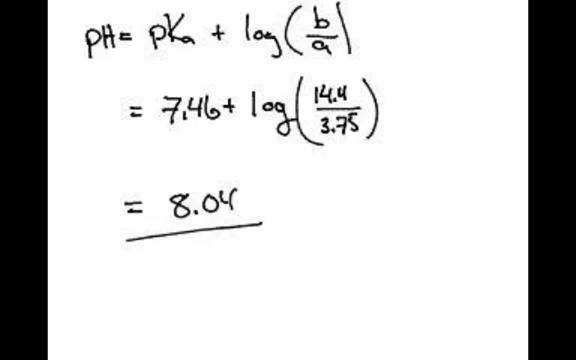 pH = pKa + log(b/a)
= 7.46 + log(14.4/3.75)
= 8.04